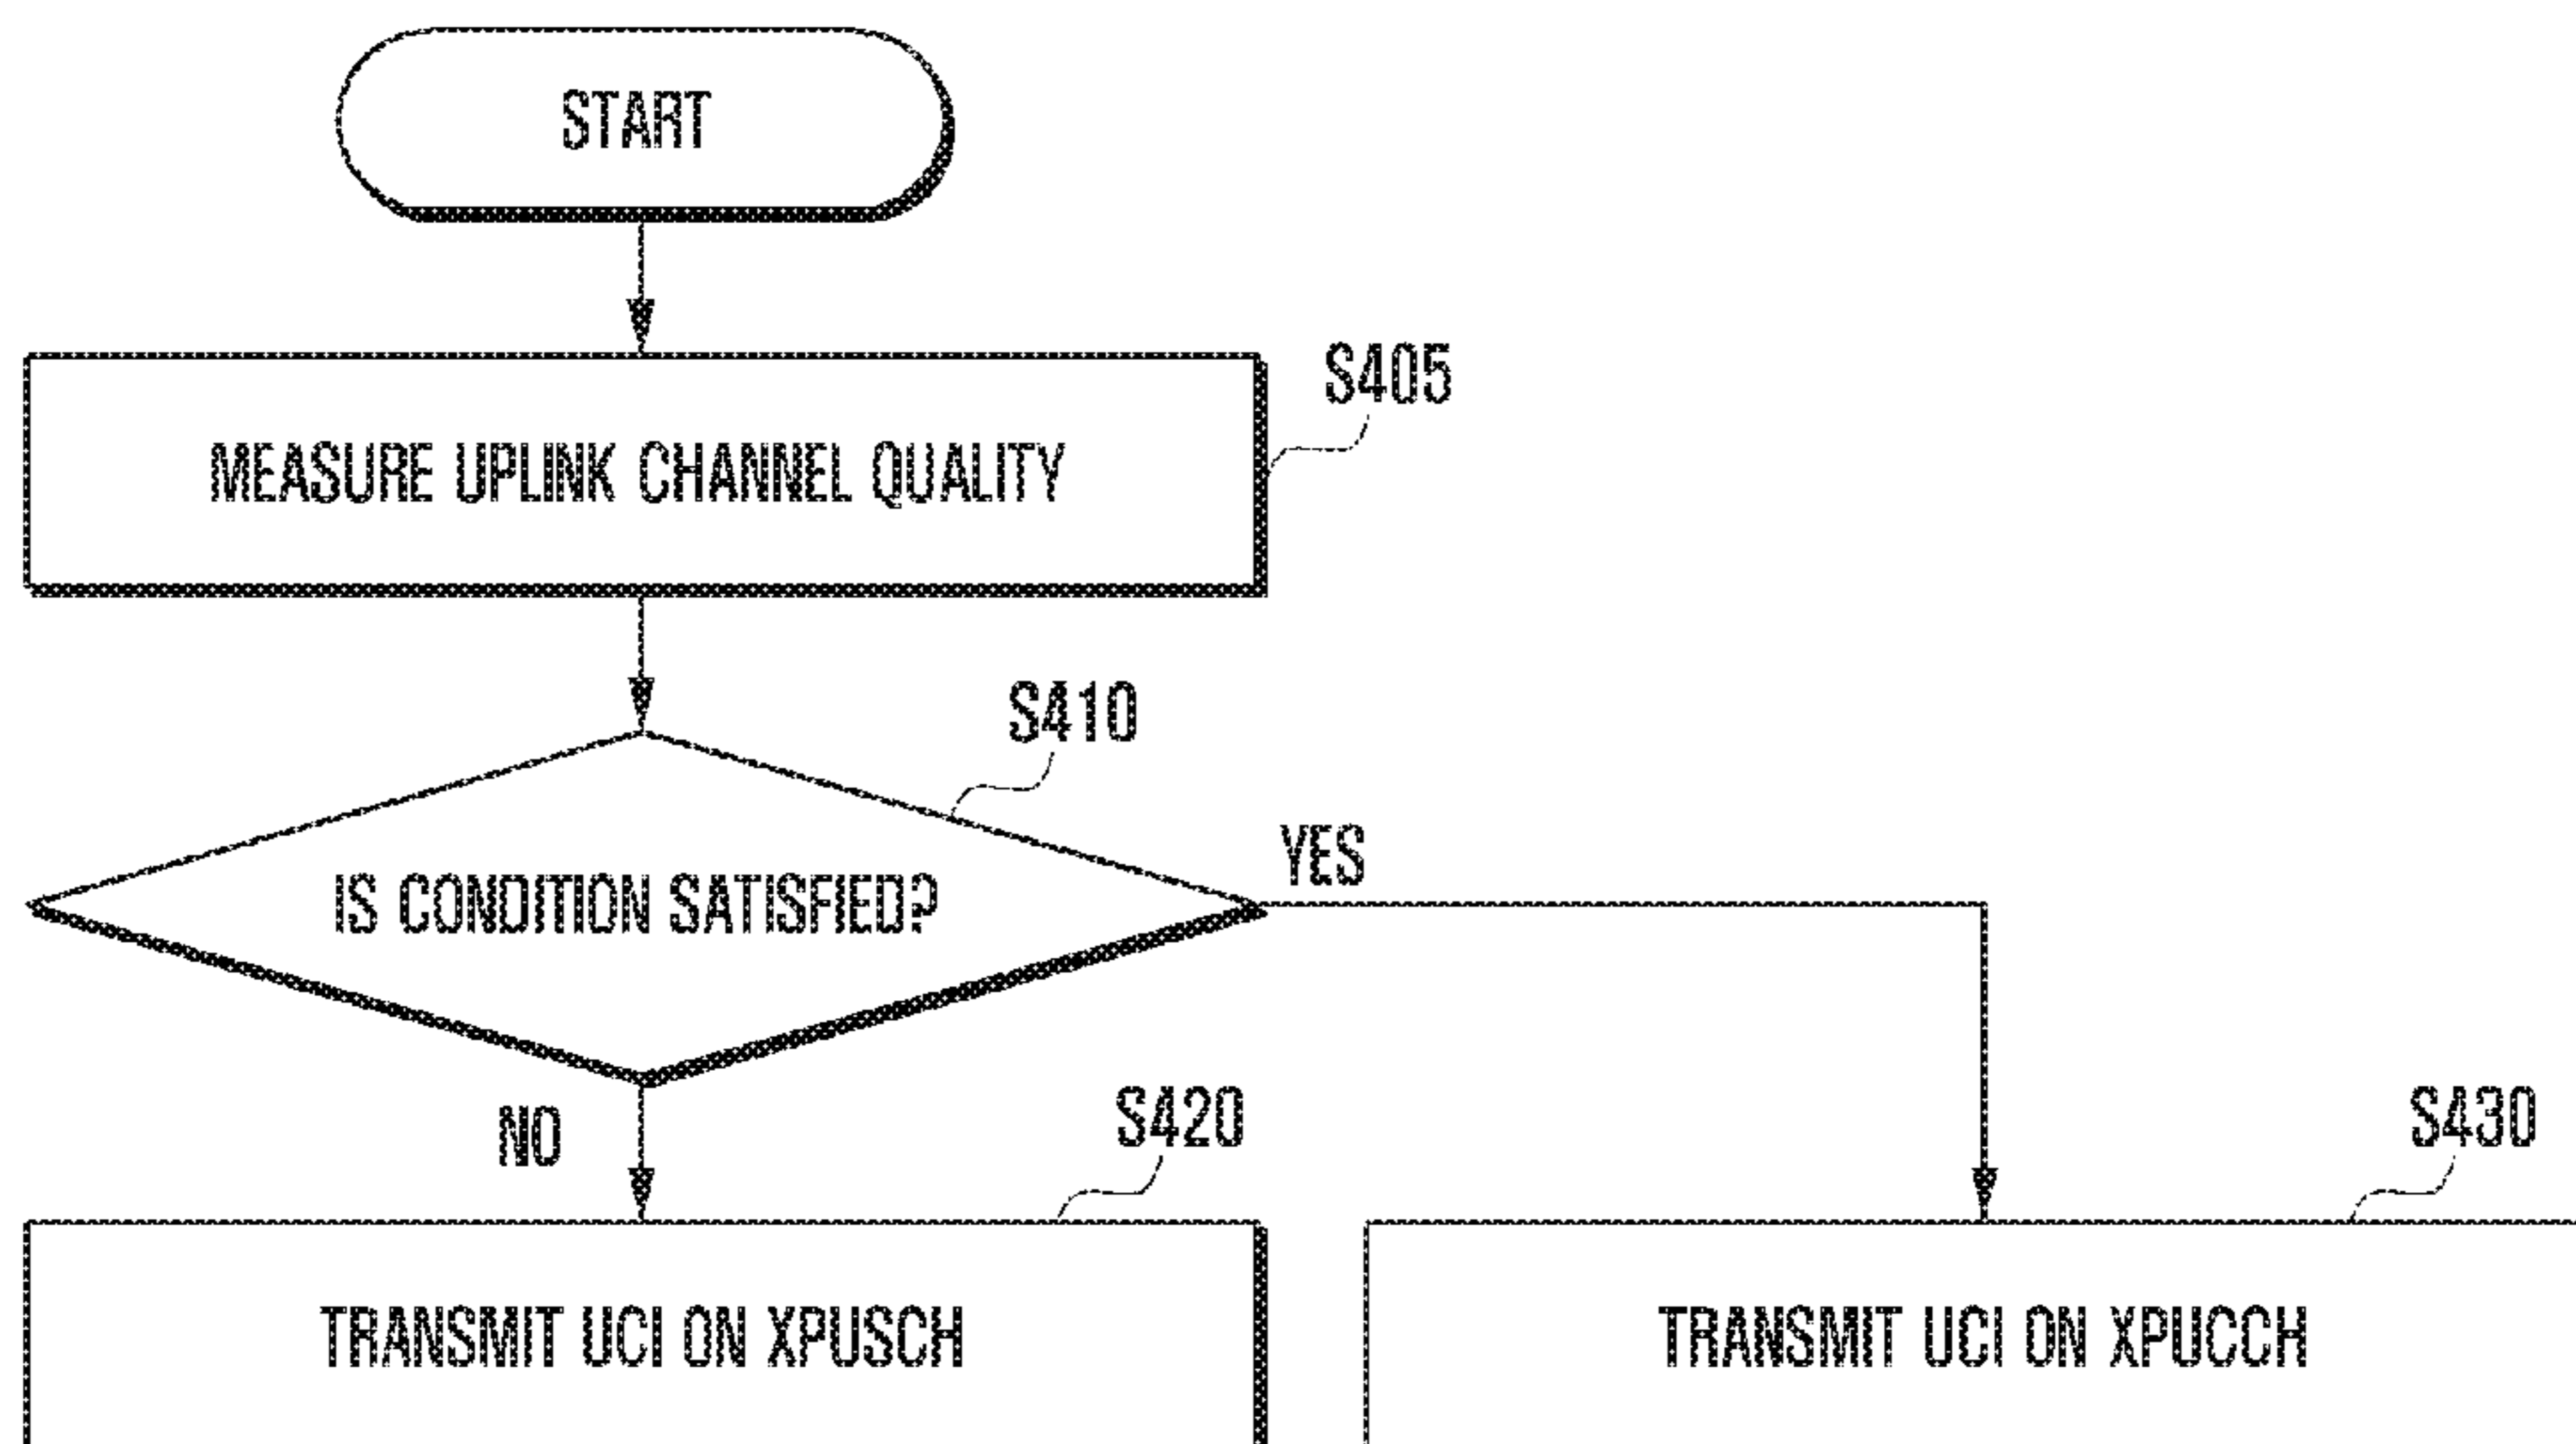 START
S405
MEASURE UPLINK CHANNEL QUALITY
S410
IS CONDITION SATISFIED?
YES
NO
S420
S430
TRANSMIT UCI ON XPUSCH
TRANSMIT UCI ON XPUCCH